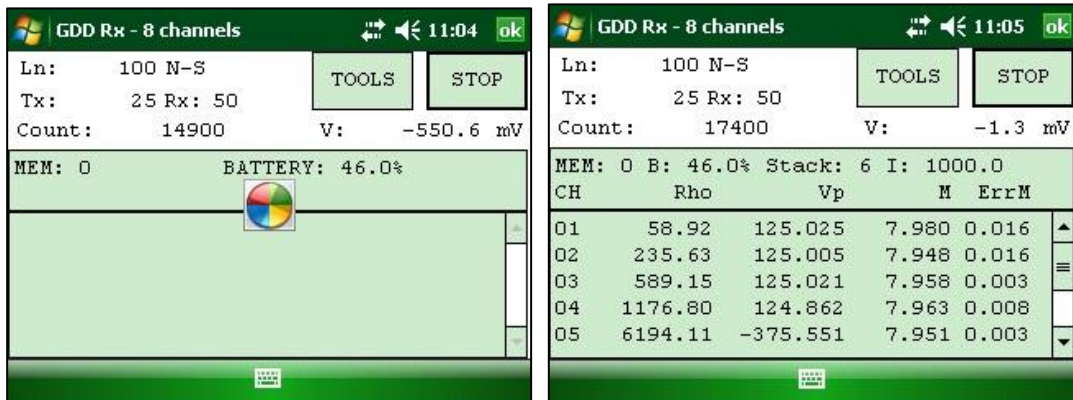 GDD Rx - 8 channels 11:04 ok
Ln: 100 N-S TOOLS STOP
Tx: 25 Rx: 50
Count: 14900 V: -550.6 mV
MEM: 0 BATTERY: 46.0%
GDD Rx - 8 channels 11:05 ok
Ln: 100 N-S TOOLS STOP
Tx: 25 Rx: 50
Count: 17400 V: -1.3 mV
MEM: 0 B: 46.0% Stack: 6 I: 1000.0
CH Rho Vp M ErrM
01 58.92 125.025 7.980 0.016
02 235.63 125.005 7.948 0.016
03 589.15 125.021 7.958 0.003
04 1176.80 124.862 7.963 0.008
05 6194.11 -375.551 7.951 0.003